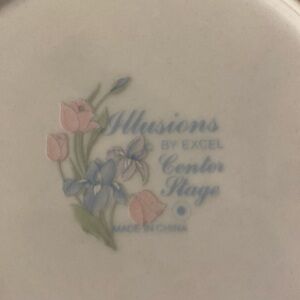 Illusions
BY EXCEL
Center
Stage
MADE IN CHINA